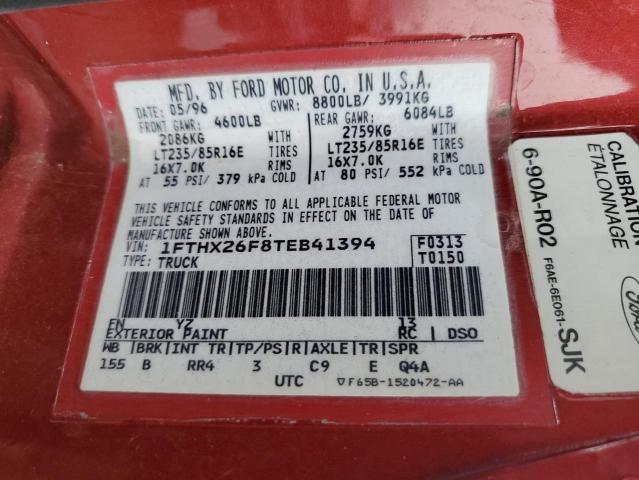 MFD. BY FORD MOTOR CO. IN U.S.A.
DATE: 05/96 GVWR: 8800LB/ 3991KG
FRONT GAWR: 4600LB REAR GAWR: 6084LB
2086KG WITH 2759KG WITH
LT235/85R16E TIRES LT235/85R16E TIRES
16X7.0K RIMS 16X7.0K RIMS
AT 55 PSI/ 379 kPa COLD AT 80 PSI/ 552 kPa COLD
THIS VEHICLE CONFORMS TO ALL APPLICABLE FEDERAL MOTOR
VEHICLE SAFETY STANDARDS IN EFFECT ON THE DATE OF
MANUFACTURE SHOWN ABOVE.
VIN: 1FTHX26F8TEB41394 F0313
TYPE: TRUCK T0150
EN YZ 13
EXTERIOR PAINT RC DSO
WB BRK INT TR TP/PS R AXLE TR SPR
155 B RR4 3 C9 E Q4A
UTC F65B-1520472-AA
CALIBRATION
ÉTALONNAGE
6-90A-R02
F6AE-6E061-SJK
Ford